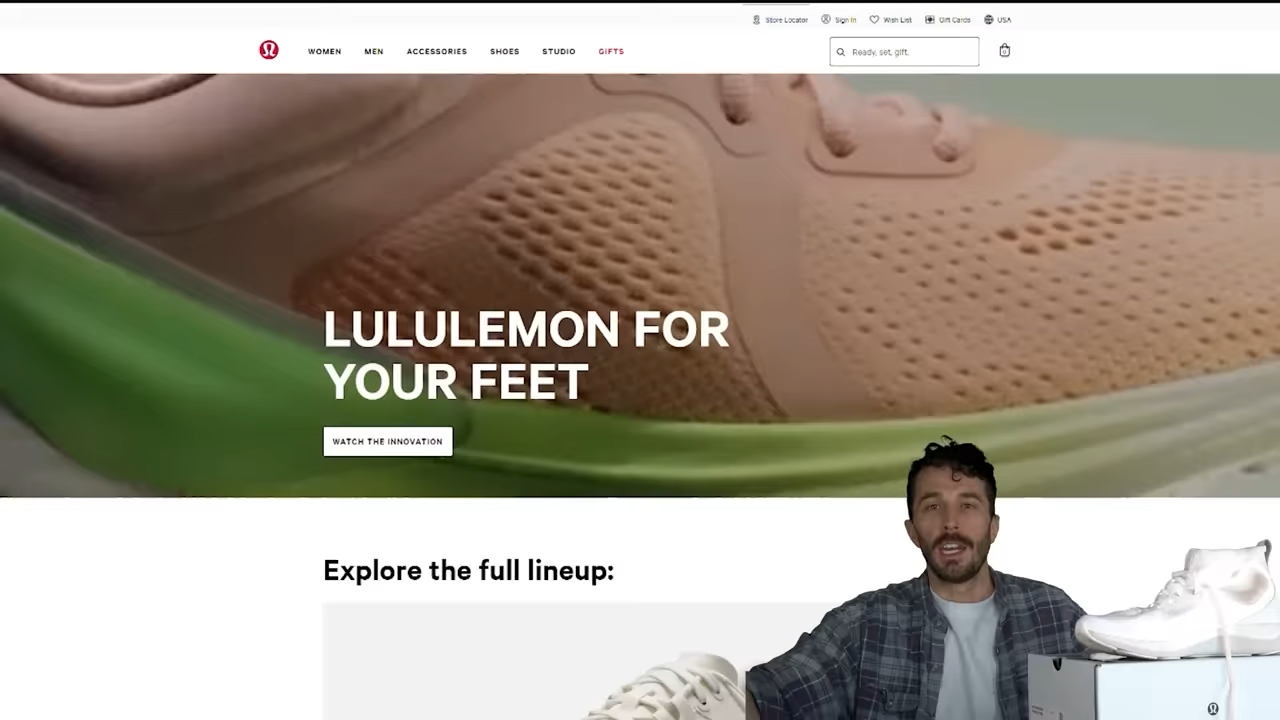 Store Locator Sign In Wish List Gift Cards USA
WOMEN MEN ACCESSORIES SHOES STUDIO GIFTS
Ready, set, gift.
0
LULULEMON FOR
YOUR FEET
WATCH THE INNOVATION
Explore the full lineup: